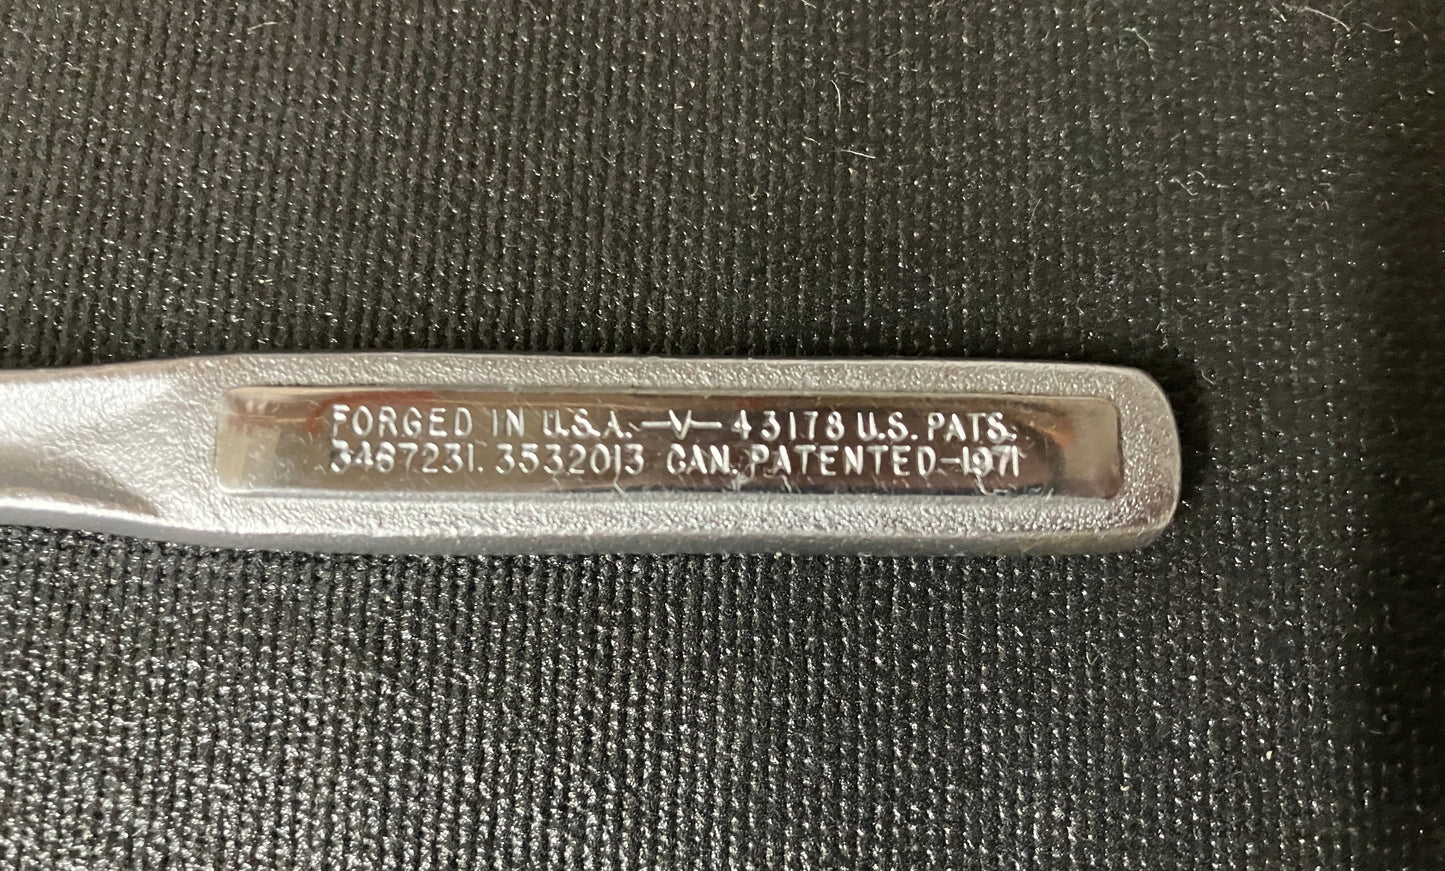 FORGED IN U.S.A. —V— 43178 U.S. PATS.
3467231. 3532013 CAN. PATENTED—1971